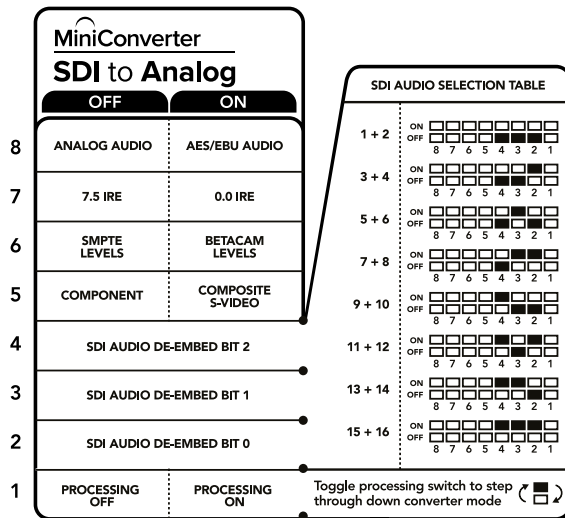 MiniConverter
SDI to Analog
OFF ON
8 ANALOG AUDIO AES/EBU AUDIO
7 7.5 IRE 0.0 IRE
6 SMPTE LEVELS BETACAM LEVELS
5 COMPONENT COMPOSITE S-VIDEO
4 SDI AUDIO DE-EMBED BIT 2
3 SDI AUDIO DE-EMBED BIT 1
2 SDI AUDIO DE-EMBED BIT 0
1 PROCESSING OFF PROCESSING ON
SDI AUDIO SELECTION TABLE
1 + 2 ON
OFF
8 7 6 5 4 3 2 1
3 + 4 ON
OFF
8 7 6 5 4 3 2 1
5 + 6 ON
OFF
8 7 6 5 4 3 2 1
7 + 8 ON
OFF
8 7 6 5 4 3 2 1
9 + 10 ON
OFF
8 7 6 5 4 3 2 1
11 + 12 ON
OFF
8 7 6 5 4 3 2 1
13 + 14 ON
OFF
8 7 6 5 4 3 2 1
15 + 16 ON
OFF
8 7 6 5 4 3 2 1
Toggle processing switch to step
through down converter mode